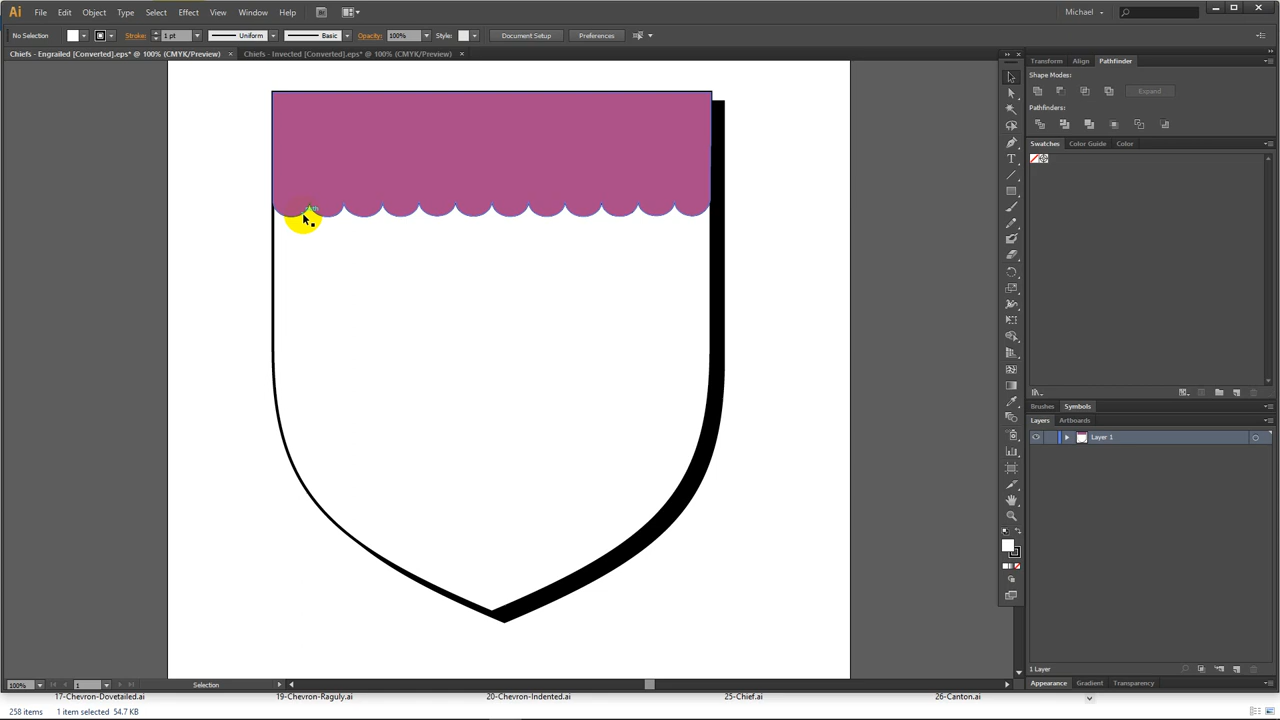 Ai File Edit Object Type Select Effect View Window Help Br Michael
No Selection Stroke: 1 pt Uniform Basic Opacity: 100% Style: Document Setup Preferences
Chiefs - Engrailed [Converted].eps* @ 100% (CMYK/Preview) × Chiefs - Invected [Converted].eps* @ 100% (CMYK/Preview) ×
Transform Align Pathfinder
Shape Modes:
Expand
Pathfinders:
Swatches Color Guide Color
Brushes Symbols
Layers Artboards
Layer 1
1 Layer
Appearance Gradient Transparency
100% 1 Selection
17-Chevron-Dovetailed.ai 19-Chevron-Raguly.ai 20-Chevron-Indented.ai 25-Chief.ai 26-Canton.ai
258 items 1 item selected 54.7 KB